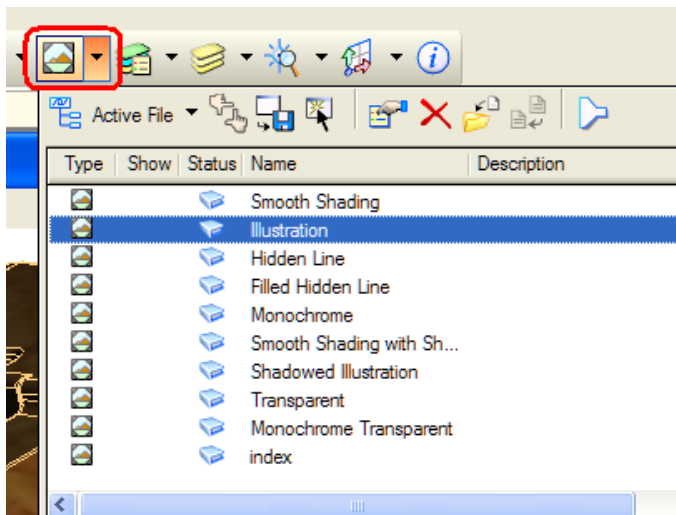 Active File
Type Show Status Name Description
Smooth Shading
Illustration
Hidden Line
Filled Hidden Line
Monochrome
Smooth Shading with Sh...
Shadowed Illustration
Transparent
Monochrome Transparent
index